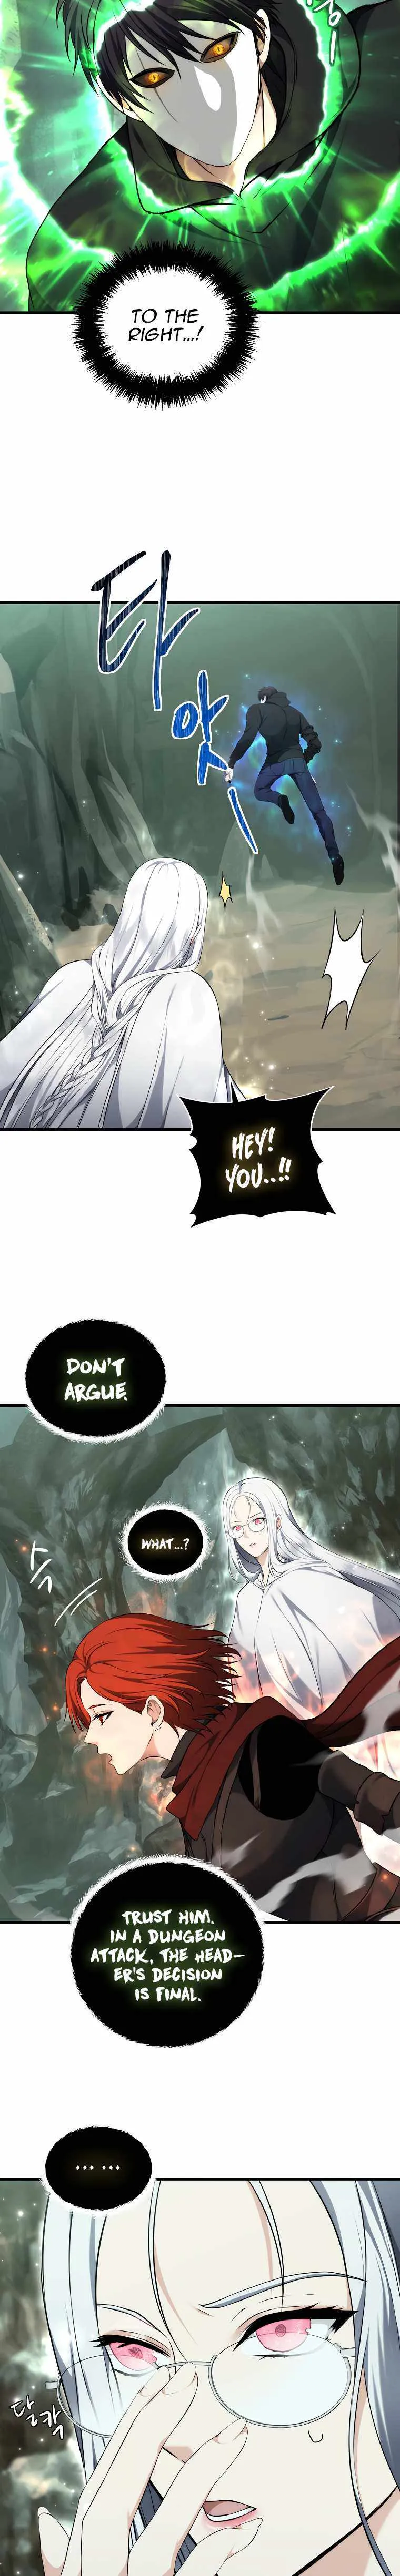 TO THE
RIGHT...!
타
앗
HEY!
YOU..!!
DON'T
ARGUE.
WHAT...?
스
윽
TRUST HIM.
IN A DUNGEON
ATTACK, THE HEAD-
ER'S DECISION
IS FINAL.
... ...
달
칵